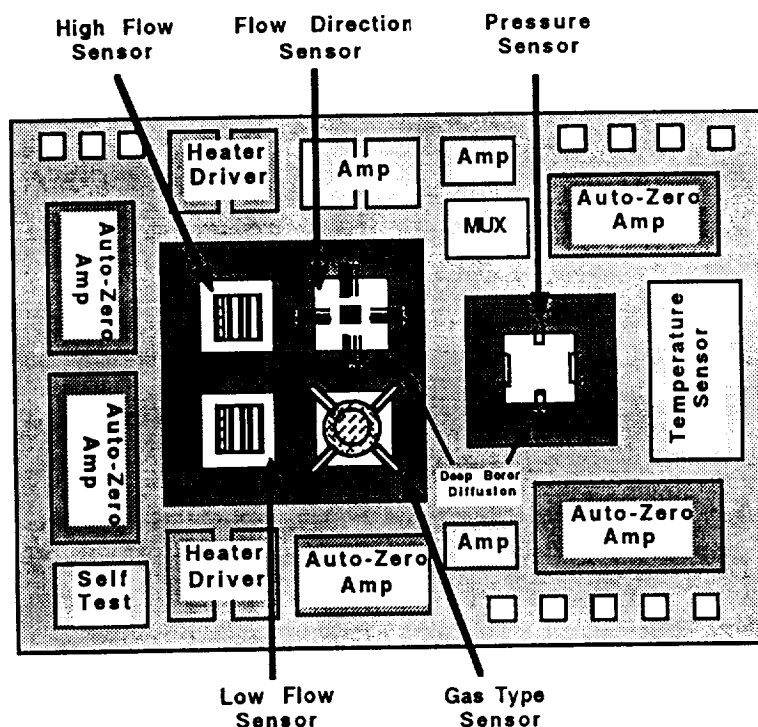 High Flow
Sensor
Flow Direction
Sensor
Pressure
Sensor
Heater
Driver
Amp
Amp
MUX
Auto-Zero
Amp
Auto-Zero
Amp
Auto-Zero
Amp
Temperature
Sensor
Deep Boron
Diffusion
Self
Test
Heater
Driver
Auto-Zero
Amp
Amp
Auto-Zero
Amp
Low Flow
Sensor
Gas Type
Sensor